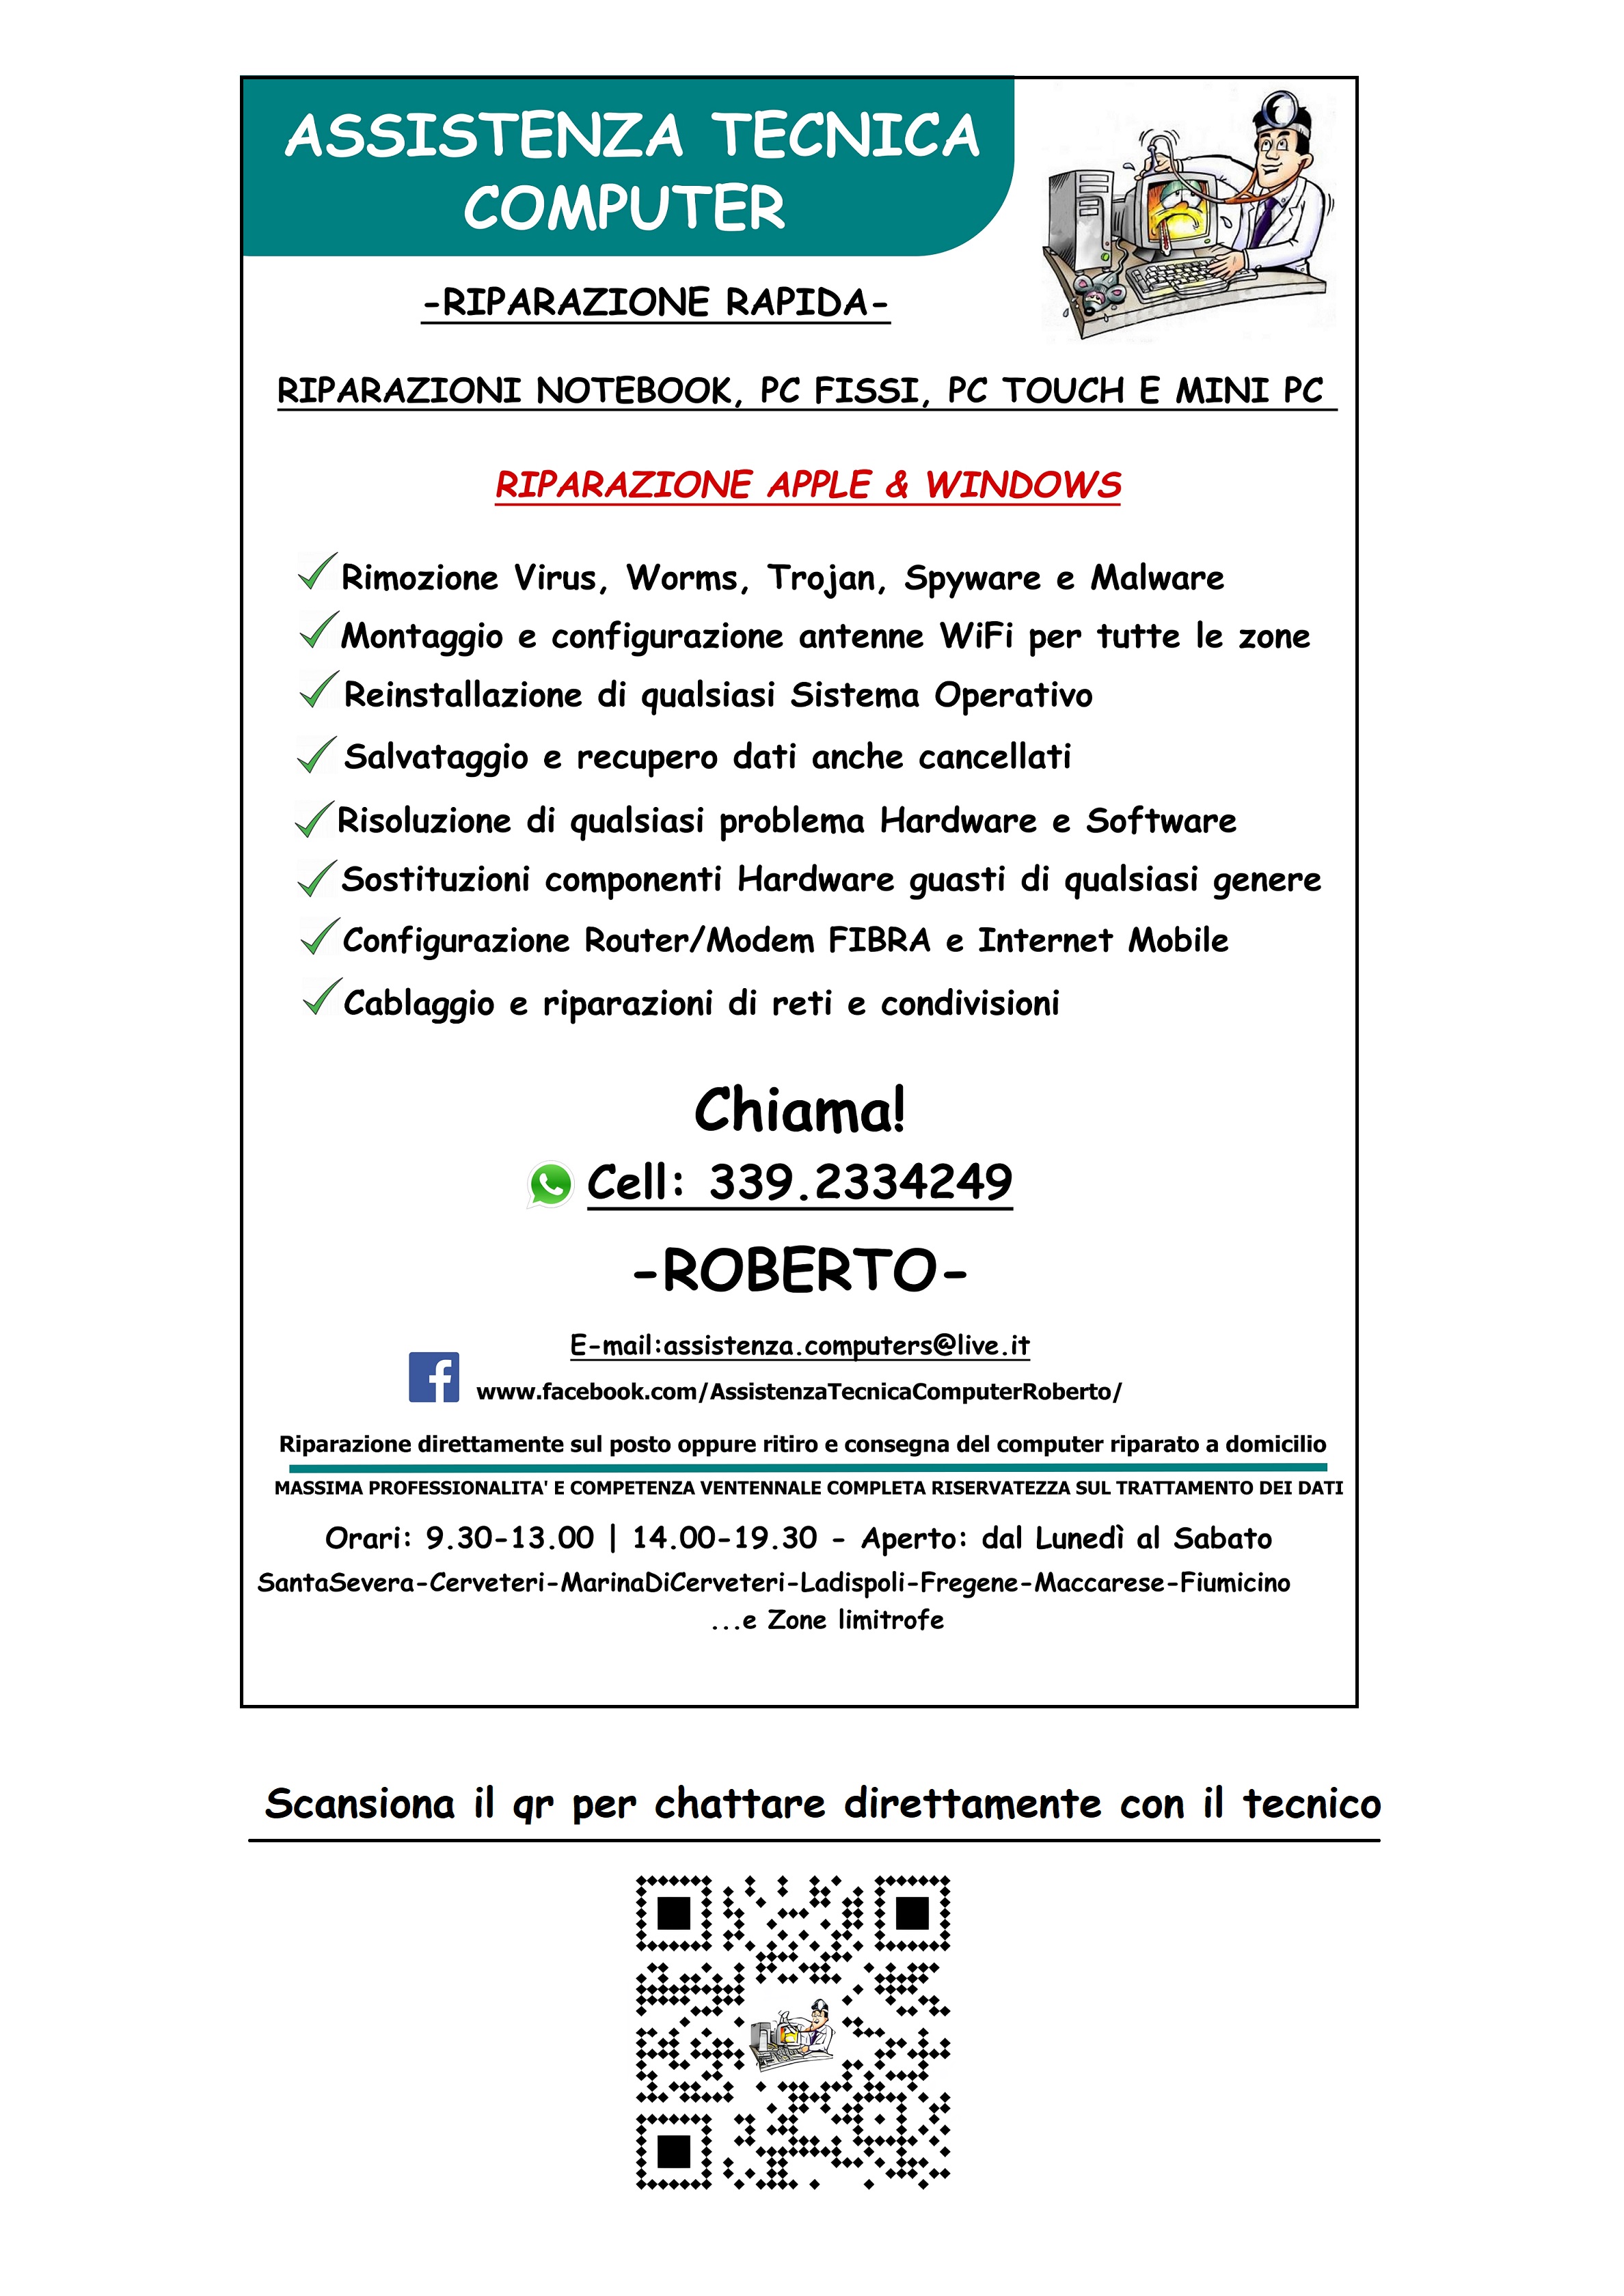 ASSISTENZA TECNICA
COMPUTER
-RIPARAZIONE RAPIDA-
RIPARAZIONI NOTEBOOK, PC FISSI, PC TOUCH E MINI PC
RIPARAZIONE APPLE & WINDOWS
Rimozione Virus, Worms, Trojan, Spyware e Malware
Montaggio e configurazione antenne WiFi per tutte le zone
Reinstallazione di qualsiasi Sistema Operativo
Salvataggio e recupero dati anche cancellati
Risoluzione di qualsiasi problema Hardware e Software
Sostituzioni componenti Hardware guasti di qualsiasi genere
Configurazione Router/Modem FIBRA e Internet Mobile
Cablaggio e riparazioni di reti e condivisioni
Chiama!
Cell: 339.2334249
-ROBERTO-
E-mail:assistenza.computers@live.it
www.facebook.com/AssistenzaTecnicaComputerRoberto/
Riparazione direttamente sul posto oppure ritiro e consegna del computer riparato a domicilio
MASSIMA PROFESSIONALITA' E COMPETENZA VENTENNALE COMPLETA RISERVATEZZA SUL TRATTAMENTO DEI DATI
Orari: 9.30-13.00 | 14.00-19.30 - Aperto: dal Lunedì al Sabato
SantaSevera-Cerveteri-MarinaDiCerveteri-Ladispoli-Fregene-Maccarese-Fiumicino
...e Zone limitrofe
Scansiona il qr per chattare direttamente con il tecnico